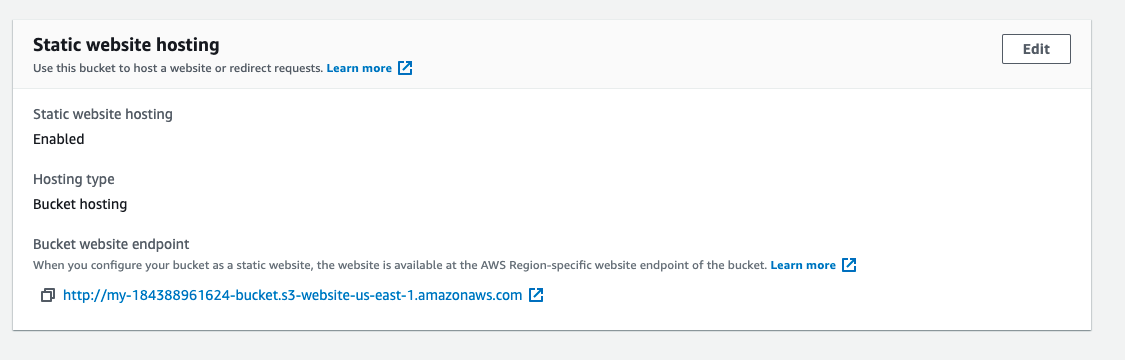 Static website hosting
Edit
Use this bucket to host a website or redirect requests. Learn more
Static website hosting
Enabled
Hosting type
Bucket hosting
Bucket website endpoint
When you configure your bucket as a static website, the website is available at the AWS Region-specific website endpoint of the bucket. Learn more
http://my-184388961624-bucket.s3-website-us-east-1.amazonaws.com